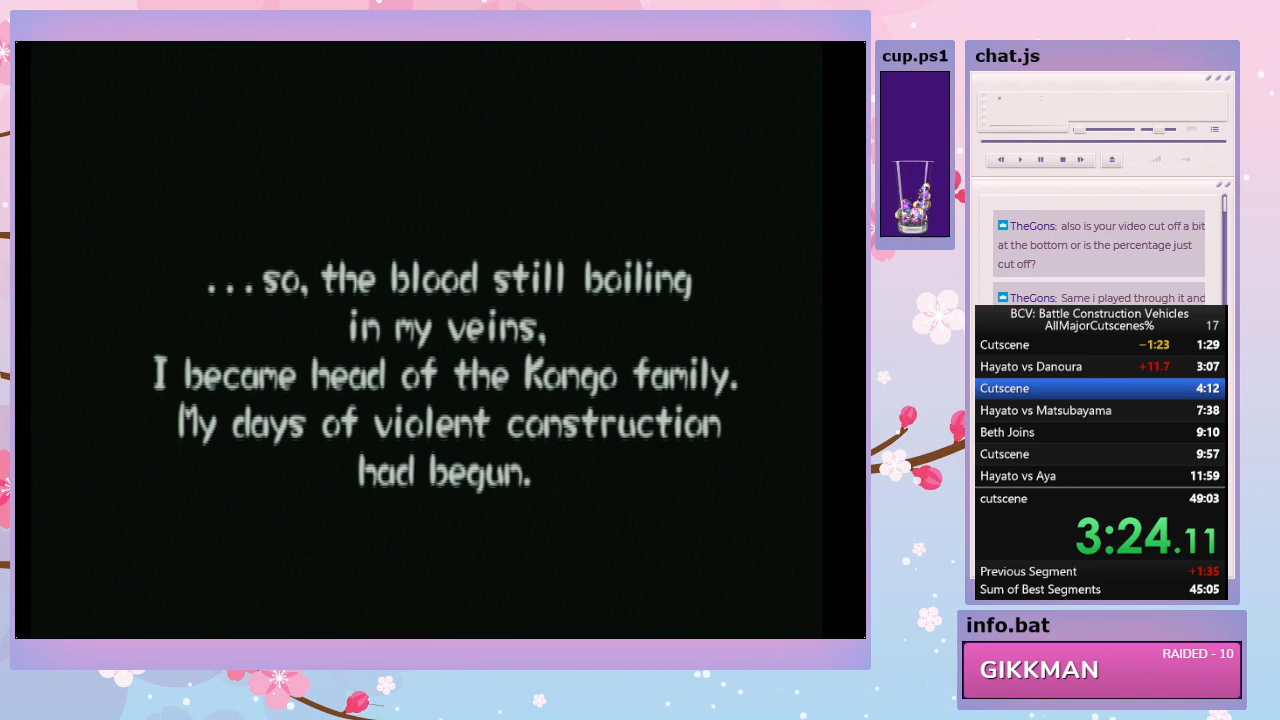 cup.ps1
chat.js
...so, the blood still boiling
in my veins,
I became head of the Kongo family.
My days of violent construction
had begun.
TheGons: also is your video cut off a bit
at the bottom or is the percentage just
cut off?
TheGons: Same i played through it and
BCV: Battle Construction Vehicles
AllMajorCutscenes% 17
Cutscene −1:23 1:29
Hayato vs Danoura +11.7 3:07
Cutscene 4:12
Hayato vs Matsubayama 7:38
Beth Joins 9:10
Cutscene 9:57
Hayato vs Aya 11:59
cutscene 49:03
3:24.11
Previous Segment +1:35
Sum of Best Segments 45:05
info.bat
RAIDED - 10
GIKKMAN